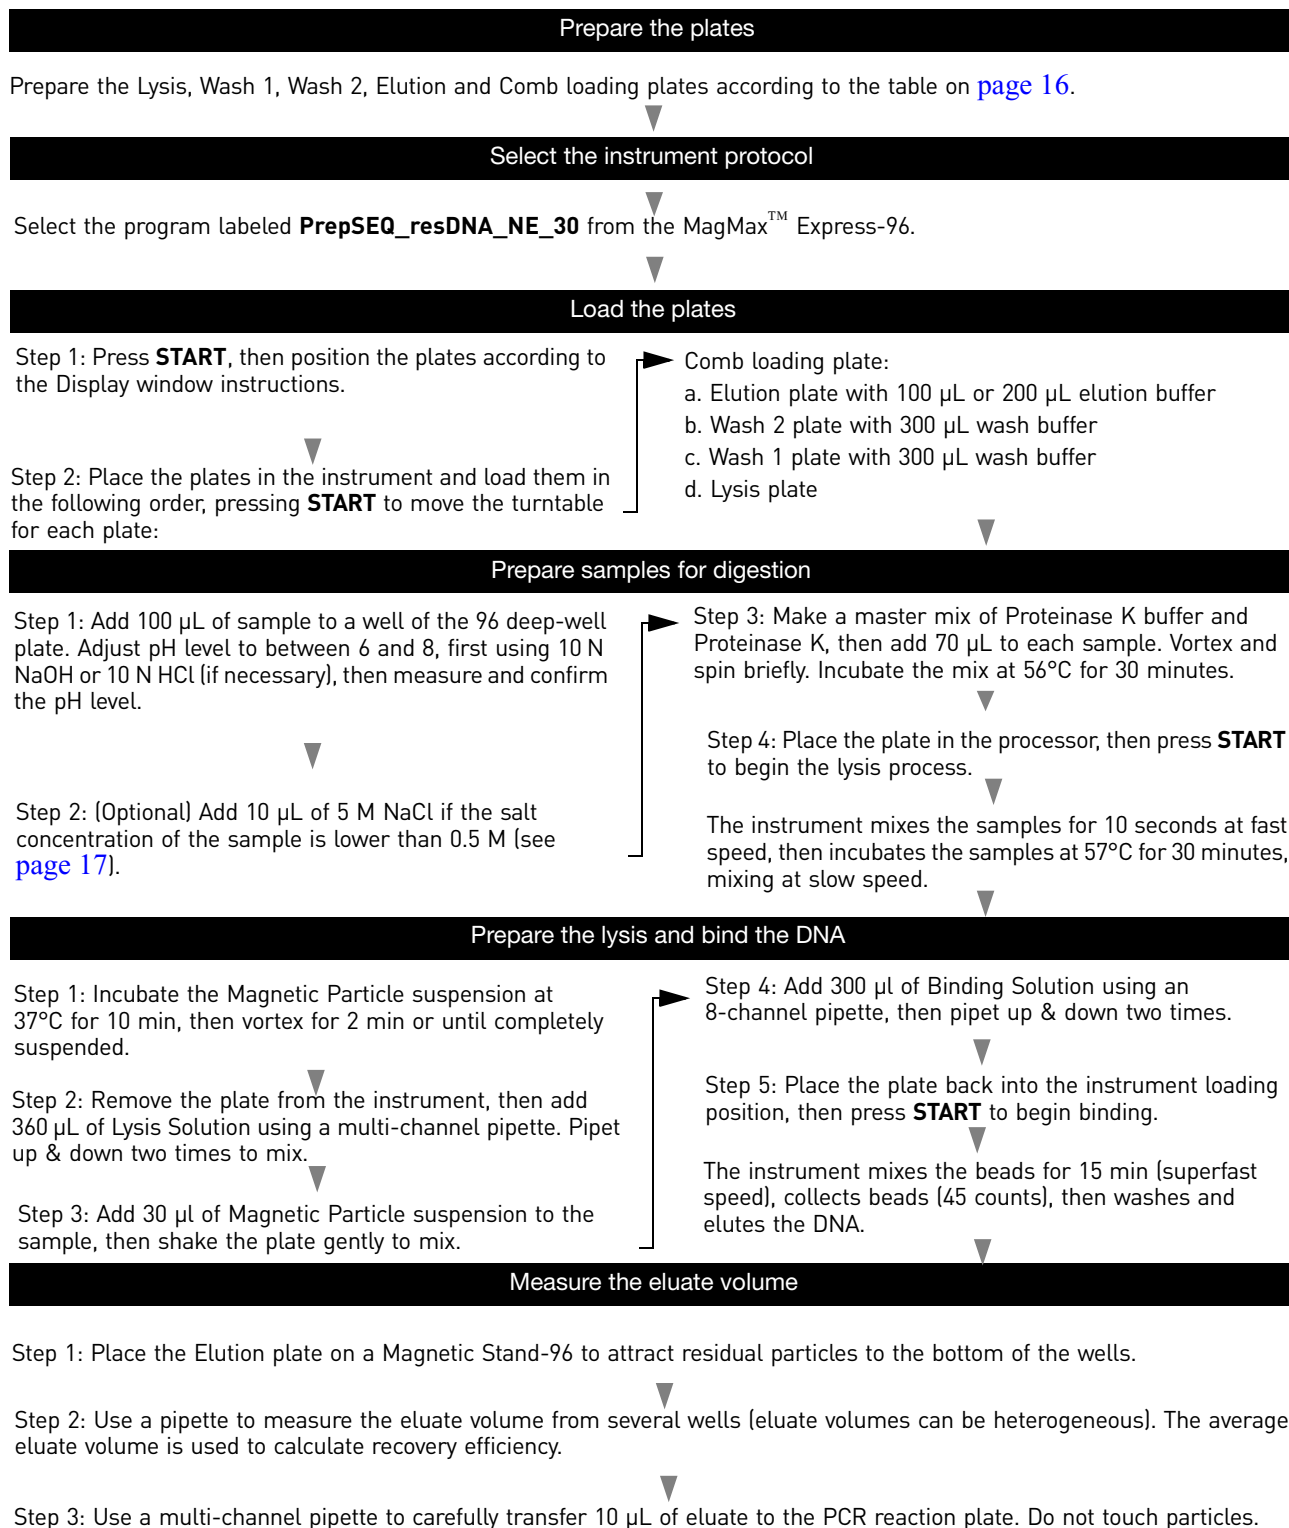 Prepare the plates
Prepare the Lysis, Wash 1, Wash 2, Elution and Comb loading plates according to the table on page 16.
Select the instrument protocol
Select the program labeled PrepSEQ_resDNA_NE_30 from the MagMax™ Express-96.
Load the plates
Step 1: Press START, then position the plates according to
the Display window instructions.
Step 2: Place the plates in the instrument and load them in
the following order, pressing START to move the turntable
for each plate:
Comb loading plate:
a. Elution plate with 100 µL or 200 µL elution buffer
b. Wash 2 plate with 300 µL wash buffer
c. Wash 1 plate with 300 µL wash buffer
d. Lysis plate
Prepare samples for digestion
Step 1: Add 100 µL of sample to a well of the 96 deep-well
plate. Adjust pH level to between 6 and 8, first using 10 N
NaOH or 10 N HCl (if necessary), then measure and confirm
the pH level.
Step 2: (Optional) Add 10 µL of 5 M NaCl if the salt
concentration of the sample is lower than 0.5 M (see
page 17).
Step 3: Make a master mix of Proteinase K buffer and
Proteinase K, then add 70 µL to each sample. Vortex and
spin briefly. Incubate the mix at 56°C for 30 minutes.
Step 4: Place the plate in the processor, then press START
to begin the lysis process.
The instrument mixes the samples for 10 seconds at fast
speed, then incubates the samples at 57°C for 30 minutes,
mixing at slow speed.
Prepare the lysis and bind the DNA
Step 1: Incubate the Magnetic Particle suspension at
37°C for 10 min, then vortex for 2 min or until completely
suspended.
Step 2: Remove the plate from the instrument, then add
360 µL of Lysis Solution using a multi-channel pipette. Pipet
up & down two times to mix.
Step 3: Add 30 µl of Magnetic Particle suspension to the
sample, then shake the plate gently to mix.
Step 4: Add 300 µl of Binding Solution using an
8-channel pipette, then pipet up & down two times.
Step 5: Place the plate back into the instrument loading
position, then press START to begin binding.
The instrument mixes the beads for 15 min (superfast
speed), collects beads (45 counts), then washes and
elutes the DNA.
Measure the eluate volume
Step 1: Place the Elution plate on a Magnetic Stand-96 to attract residual particles to the bottom of the wells.
Step 2: Use a pipette to measure the eluate volume from several wells (eluate volumes can be heterogeneous). The average
eluate volume is used to calculate recovery efficiency.
Step 3: Use a multi-channel pipette to carefully transfer 10 µL of eluate to the PCR reaction plate. Do not touch particles.